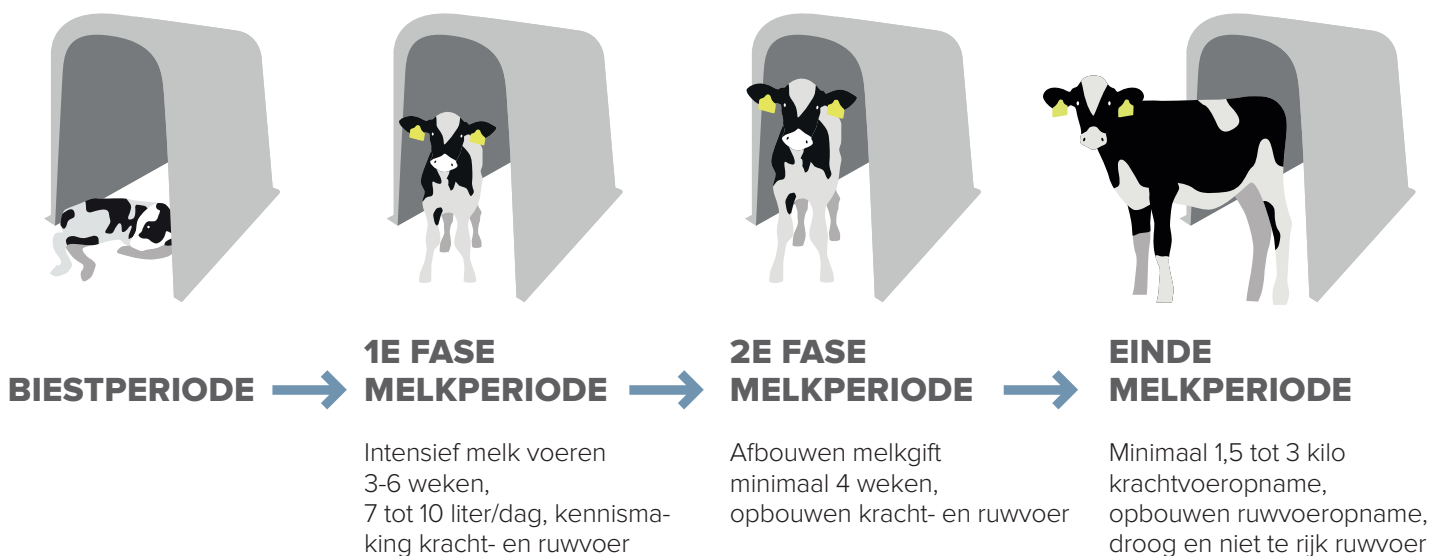 BIESTPERIODE
1E FASE
MELKPERIODE
Intensief melk voeren
3-6 weken,
7 tot 10 liter/dag, kennisma-
king kracht- en ruwvoer
2E FASE
MELKPERIODE
Afbouwen melkgift
minimaal 4 weken,
opbouwen kracht- en ruwvoer
EINDE
MELKPERIODE
Minimaal 1,5 tot 3 kilo
krachtvoeropname,
opbouwen ruwvoeropname,
droog en niet te rijk ruwvoer